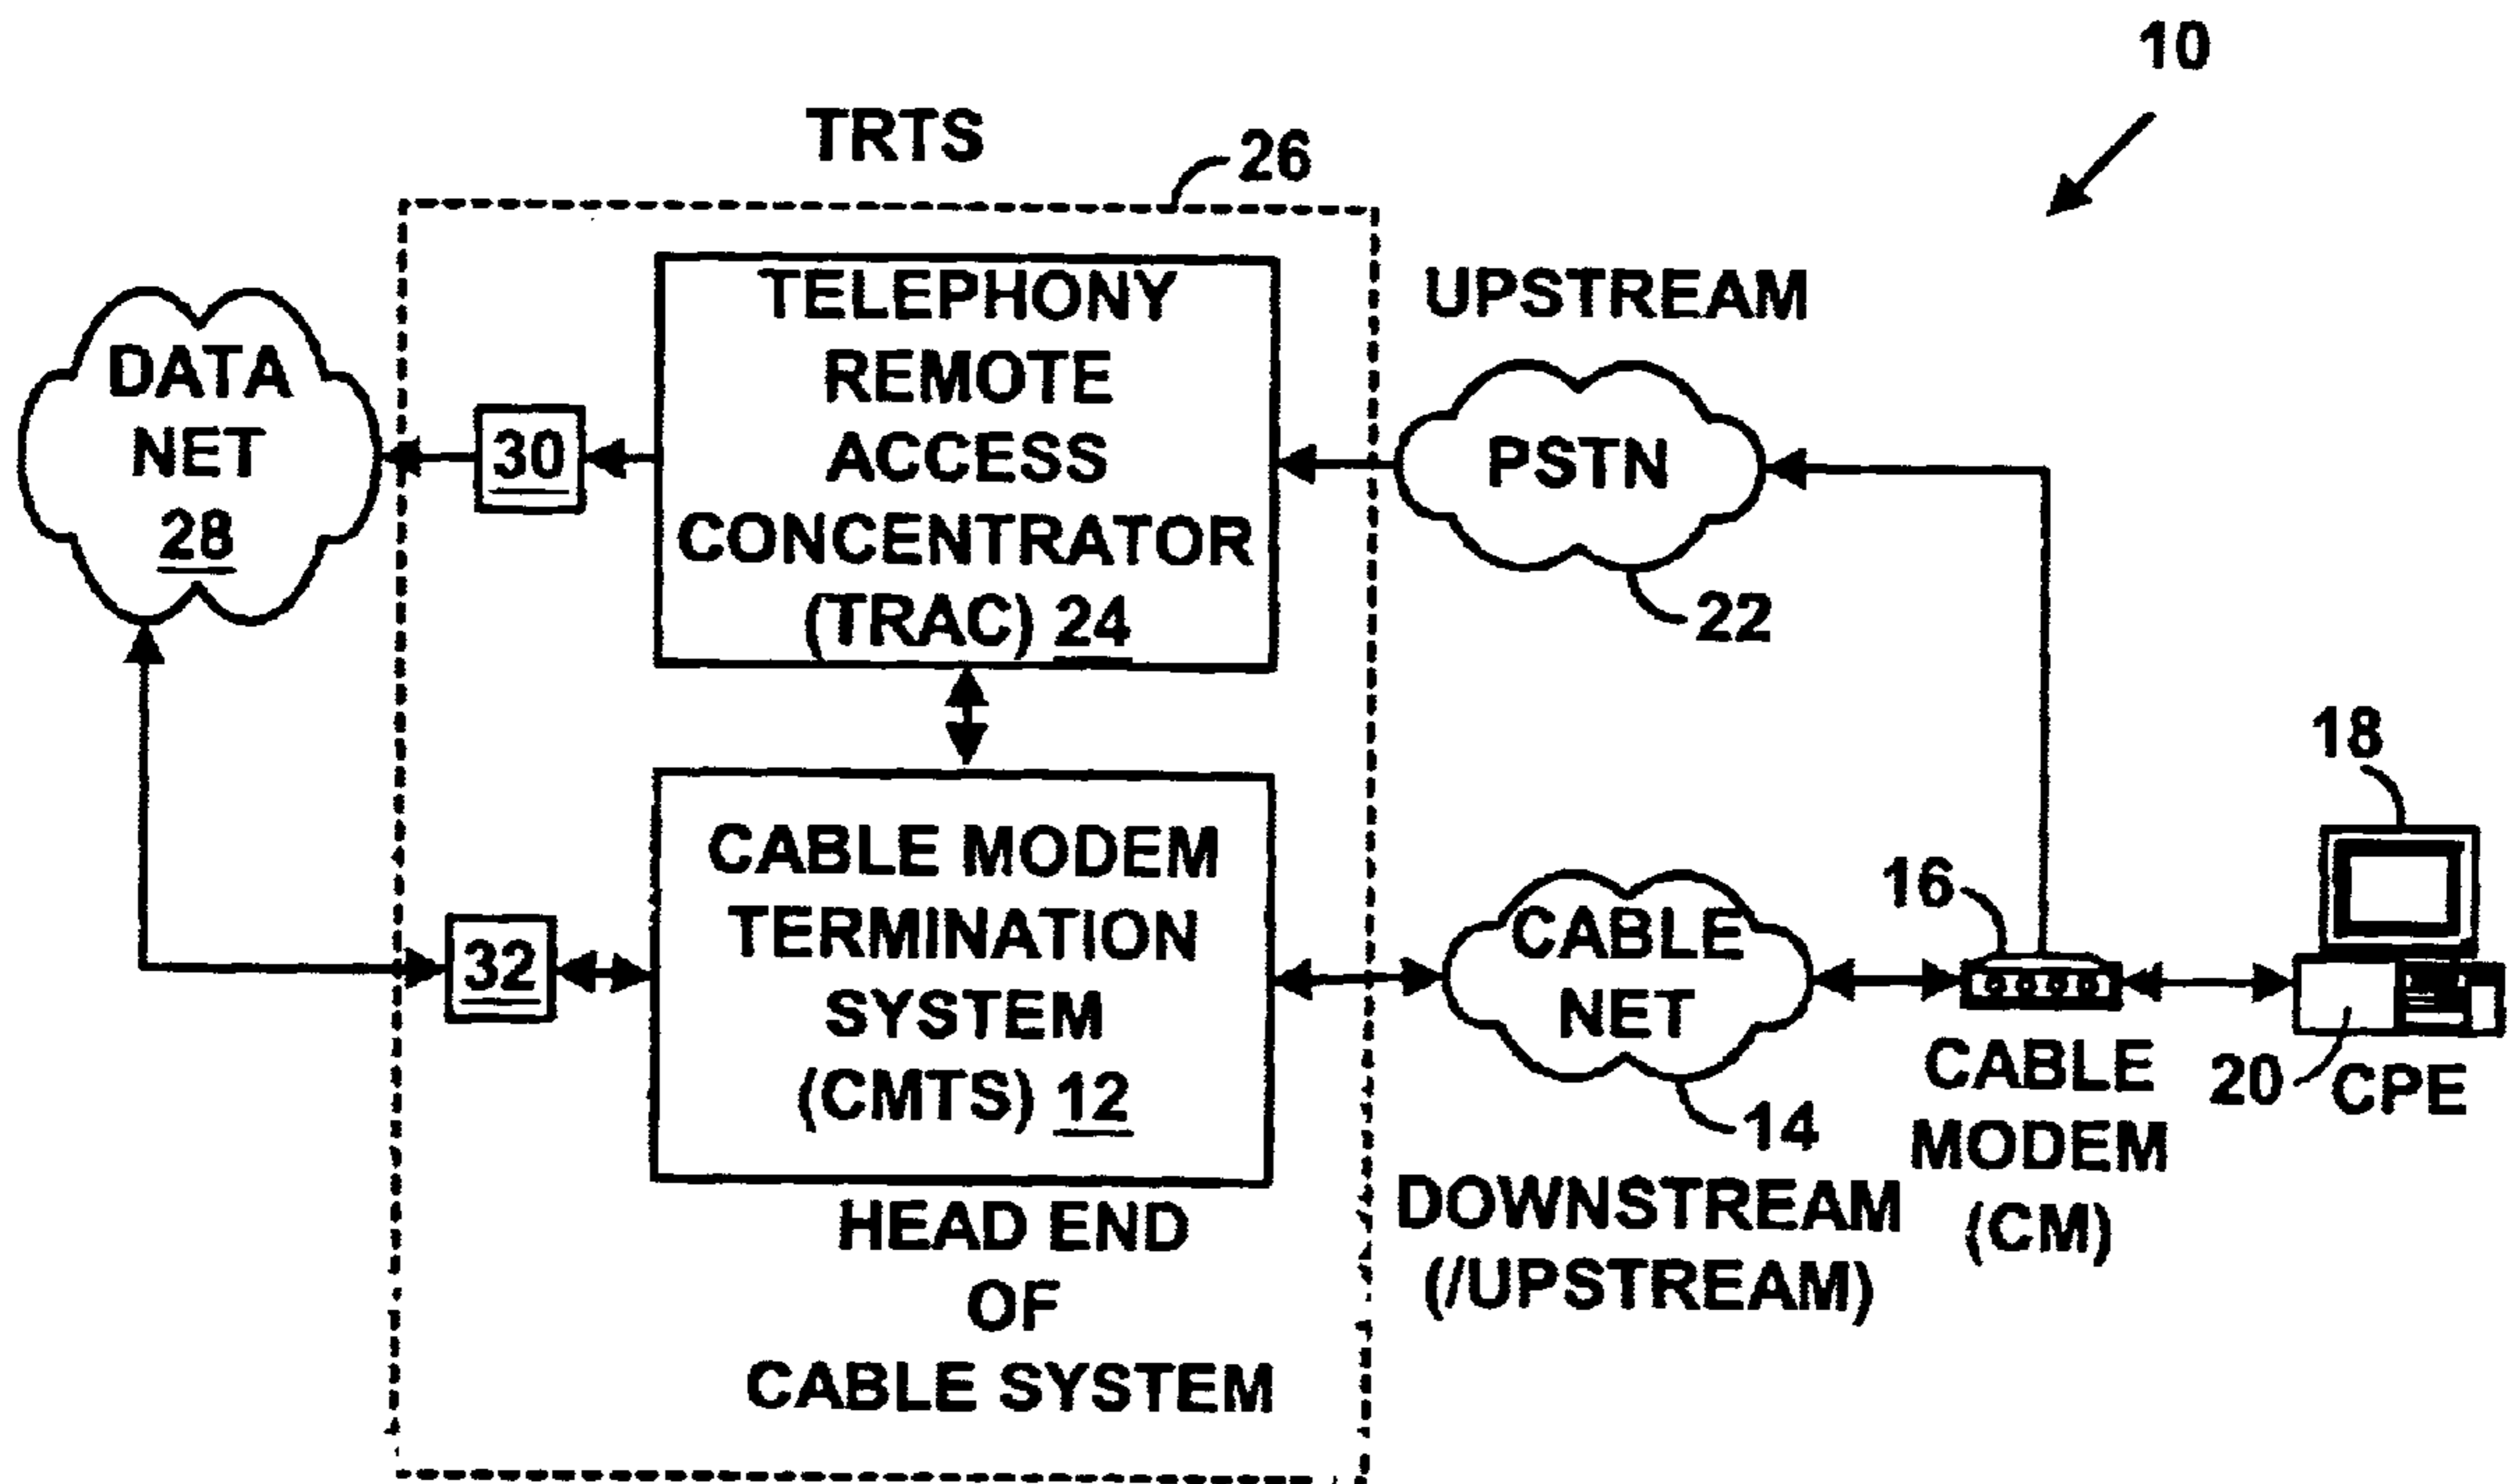 10
TRTS
26
TELEPHONY
REMOTE
ACCESS
CONCENTRATOR
(TRAC) 24
UPSTREAM
DATA
NET
28
30
PSTN
22
18
CABLE MODEM
TERMINATION
SYSTEM
(CMTS) 12
32
CABLE
NET
14
16
20
CPE
CABLE
MODEM
(CM)
DOWNSTREAM
(/UPSTREAM)
HEAD END
OF
CABLE SYSTEM